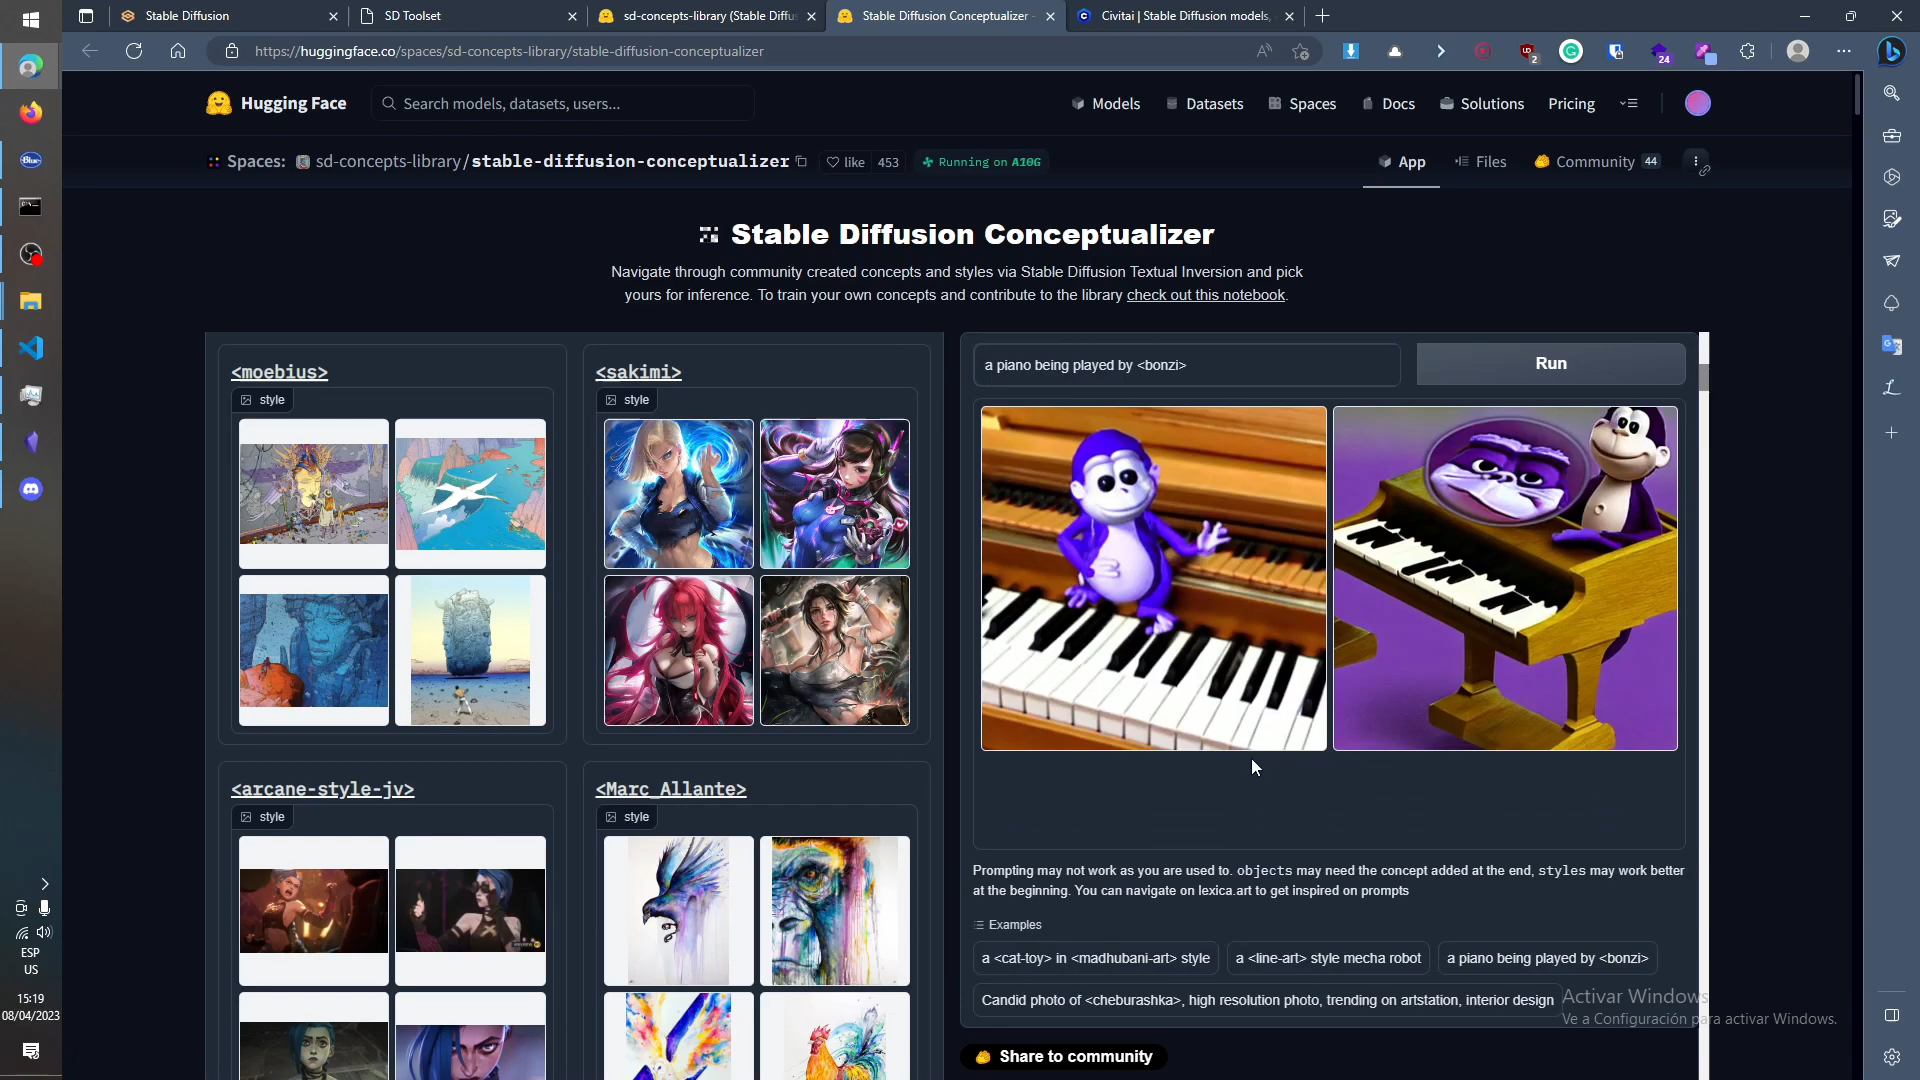 Stable Diffusion
SD Toolset
sd-concepts-library (Stable Diffu
Stable Diffusion Conceptualizer -
Civitai | Stable Diffusion models,
https://huggingface.co/spaces/sd-concepts-library/stable-diffusion-conceptualizer
2
24
Hugging Face
Search models, datasets, users...
Models
Datasets
Spaces
Docs
Solutions
Pricing
Spaces:
sd-concepts-library/stable-diffusion-conceptualizer
like
453
Running on A10G
App
Files
Community
44
Stable Diffusion Conceptualizer
Navigate through community created concepts and styles via Stable Diffusion Textual Inversion and pick
yours for inference. To train your own concepts and contribute to the library check out this notebook.
<moebius>
style
<sakimi>
style
<arcane-style-jv>
style
<Marc_Allante>
style
a piano being played by <bonzi>
Run
Prompting may not work as you are used to. objects may need the concept added at the end, styles may work better
at the beginning. You can navigate on lexica.art to get inspired on prompts
Examples
a <cat-toy> in <madhubani-art> style
a <line-art> style mecha robot
a piano being played by <bonzi>
Candid photo of <cheburashka>, high resolution photo, trending on artstation, interior design
Share to community
Activar Windows
Ve a Configuración para activar Windows.
ESP
US
15:19
08/04/2023